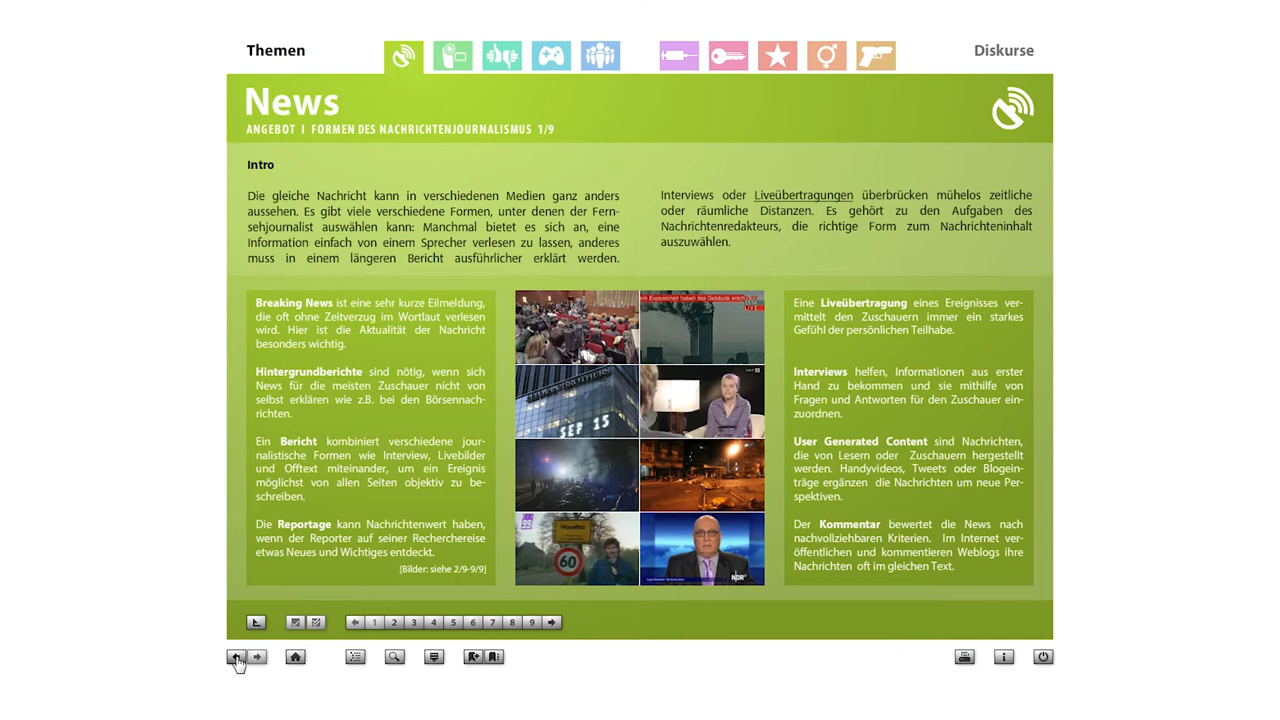 Themen
Diskurse
News
ANGEBOT I FORMEN DES NACHRICHTENJOURNALISMUS 1/9
Intro
Die gleiche Nachricht kann in verschiedenen Medien ganz anders
aussehen. Es gibt viele verschiedene Formen, unter denen der Fern-
sehjournalist auswählen kann: Manchmal bietet es sich an, eine
Information einfach von einem Sprecher verlesen zu lassen, anderes
muss in einem längeren Bericht ausführlicher erklärt werden.
Interviews oder Liveübertragungen überbrücken mühelos zeitliche
oder räumliche Distanzen. Es gehört zu den Aufgaben des
Nachrichtenredakteurs, die richtige Form zum Nachrichteninhalt
auszuwählen.
Breaking News ist eine sehr kurze Eilmeldung,
die oft ohne Zeitverzug im Wortlaut verlesen
wird. Hier ist die Aktualität der Nachricht
besonders wichtig.
Hintergrundberichte sind nötig, wenn sich
News für die meisten Zuschauer nicht von
selbst erklären wie z.B. bei den Börsennach-
richten.
Ein Bericht kombiniert verschiedene jour-
nalistische Formen wie Interview, Livebilder
und Offtext miteinander, um ein Ereignis
möglichst von allen Seiten objektiv zu be-
schreiben.
Die Reportage kann Nachrichtenwert haben,
wenn der Reporter auf seiner Rechercherreise
etwas Neues und Wichtiges entdeckt.
[Bilder: siehe 2/9-9/9]
ere Explosionen haben das Gebäude
LIVE
SEP 15
99
Wandlitz
60
NDR
Eine Liveübertragung eines Ereignisses ver-
mittelt den Zuschauern immer ein starkes
Gefühl der persönlichen Teilhabe.
Interviews helfen, Informationen aus erster
Hand zu bekommen und sie mithilfe von
Fragen und Antworten für den Zuschauer ein-
zuordnen.
User Generated Content sind Nachrichten,
die von Lesern oder Zuschauern hergestellt
werden. Handyvideos, Tweets oder Blogein-
träge ergänzen die Nachrichten um neue Per-
spektiven.
Der Kommentar bewertet die News nach
nachvollziehbaren Kriterien. Im Internet ver-
öffentlichen und kommentieren Weblogs ihre
Nachrichten oft im gleichen Text.
1 2 3 4 5 6 7 8 9